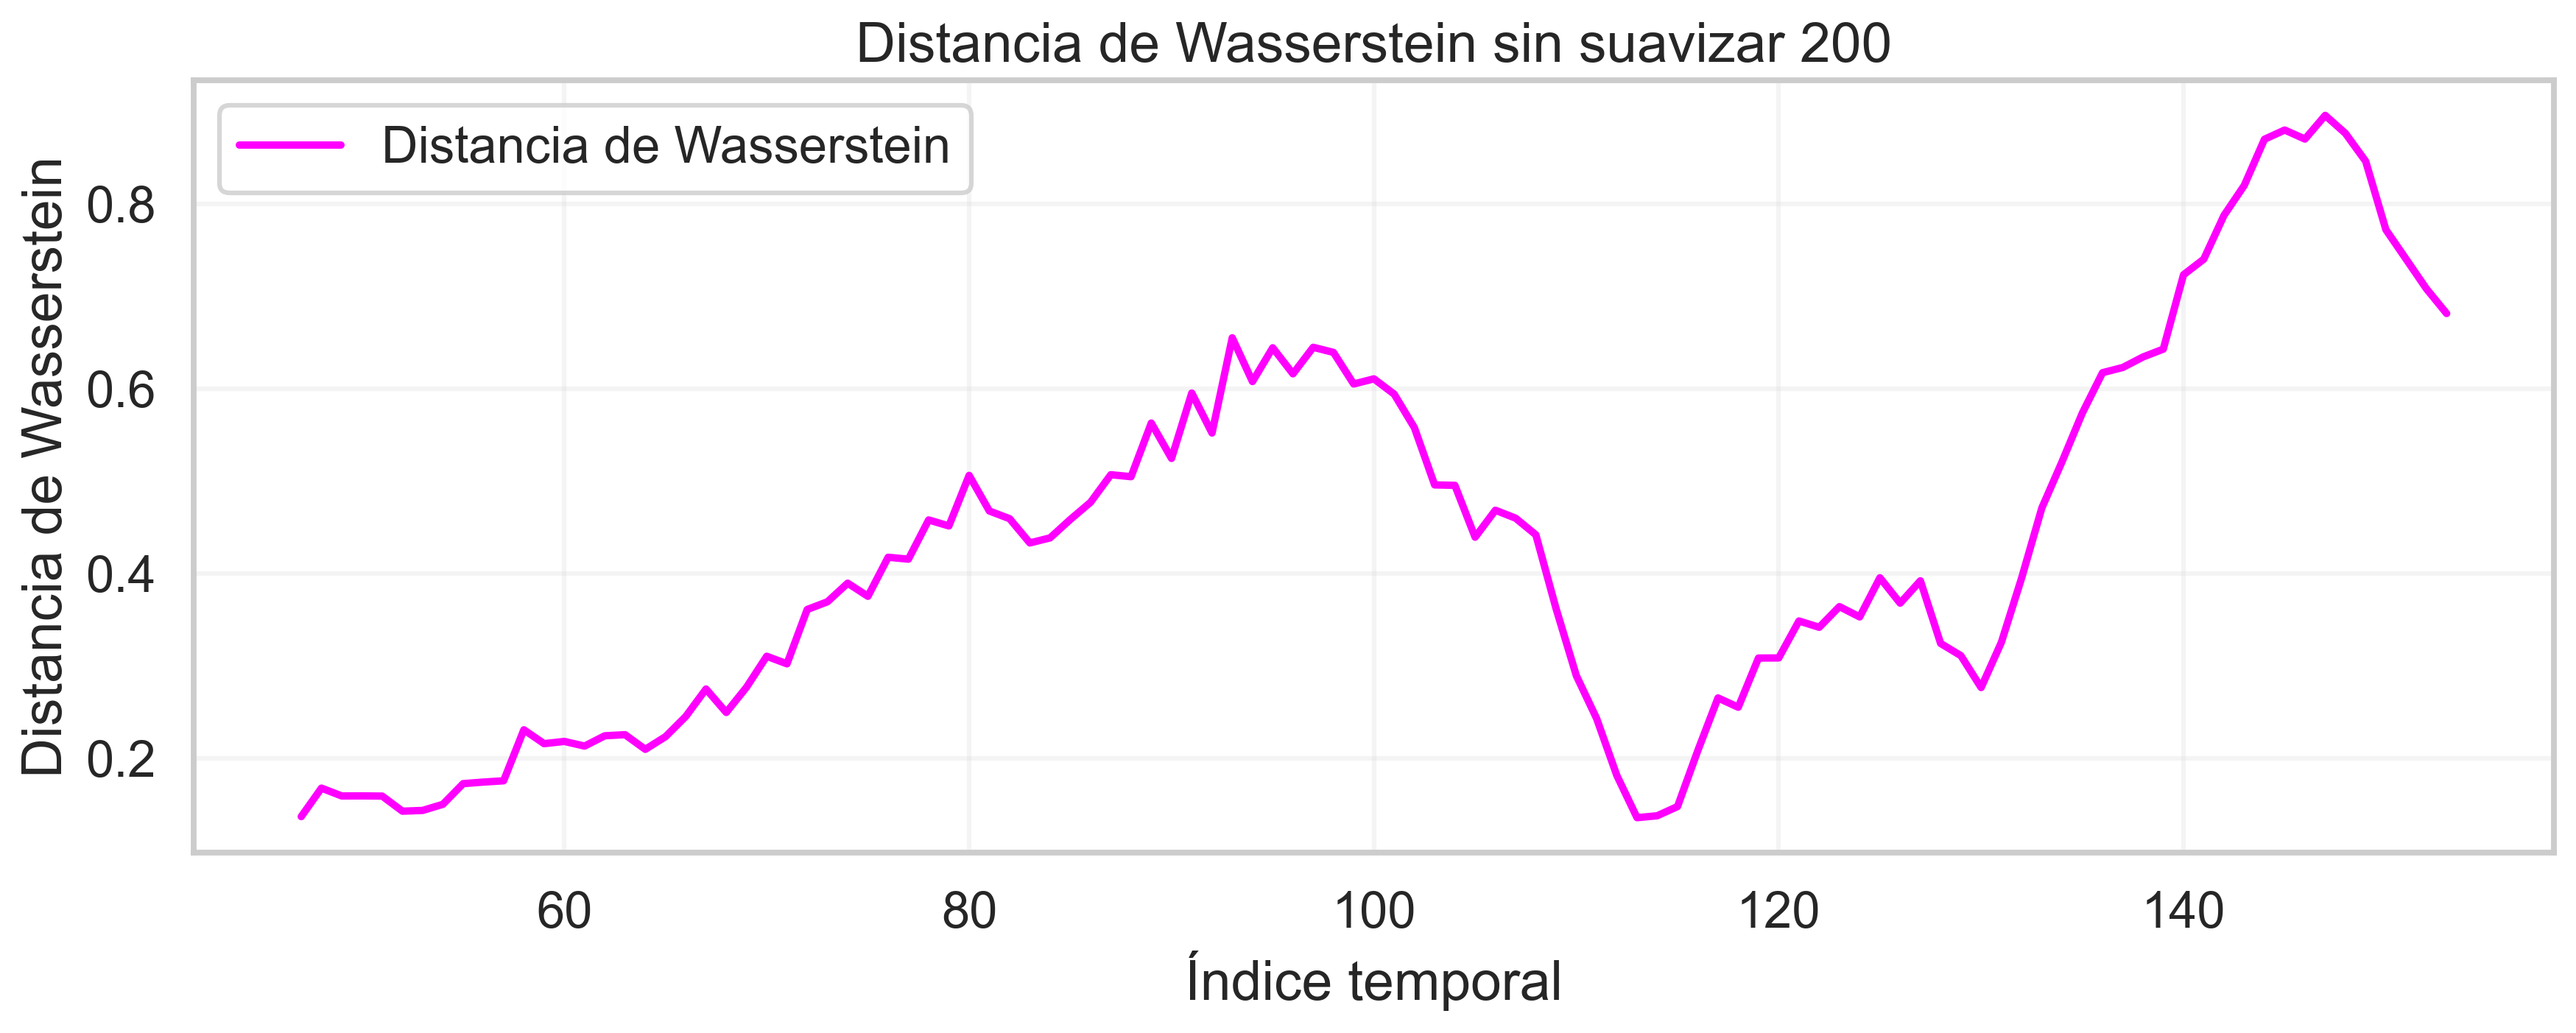 Distancia de Wasserstein sin suavizar 200
Distancia de Wasserstein
Distancia de Wasserstein
0.8
0.6
0.4
0.2
60 80 100 120 140
Índice temporal